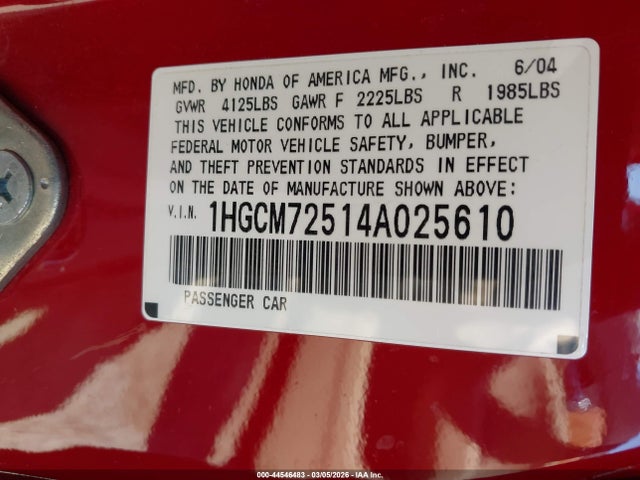 MFD. BY HONDA OF AMERICA MFG., INC. 6/04
GVWR 4125LBS GAWR F 2225LBS R 1985LBS
THIS VEHICLE CONFORMS TO ALL APPLICABLE
FEDERAL MOTOR VEHICLE SAFETY, BUMPER,
AND THEFT PREVENTION STANDARDS IN EFFECT
ON THE DATE OF MANUFACTURE SHOWN ABOVE:
V.I.N. 1HGCM72514A025610
PASSENGER CAR
000-44546483 - 03/05/2026 - IAAI.COM